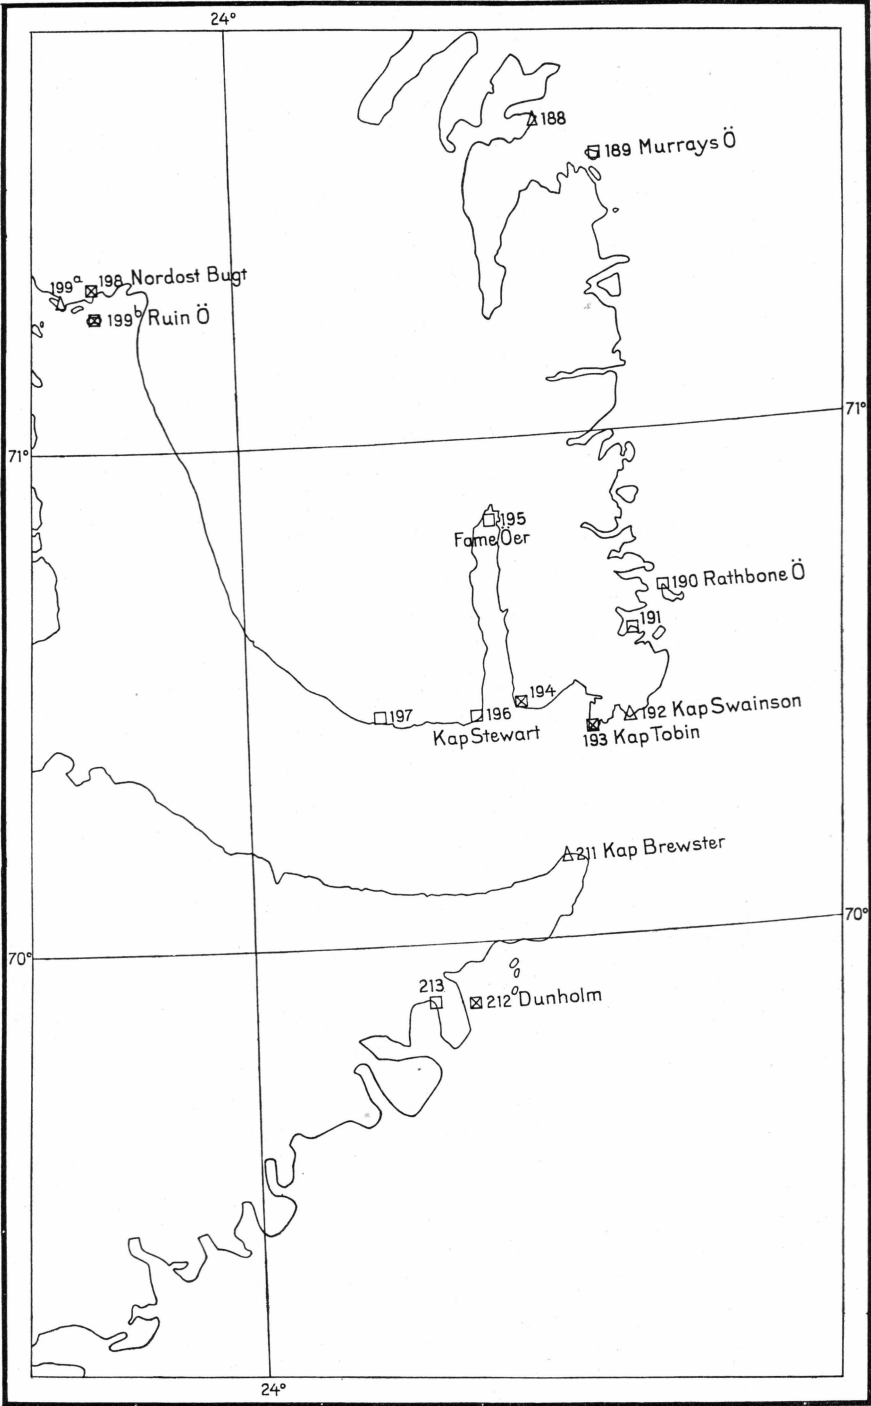 24°
188
189 Murrays Ö
199a 198 Nordost Bugt
199b Ruin Ö
71°
71°
195
Fame Öer
190 Rathbone Ö
191
194
197
196
192 Kap Swainson
Kap Stewart
193 Kap Tobin
211 Kap Brewster
70°
70°
213
212 Dunholm
24°